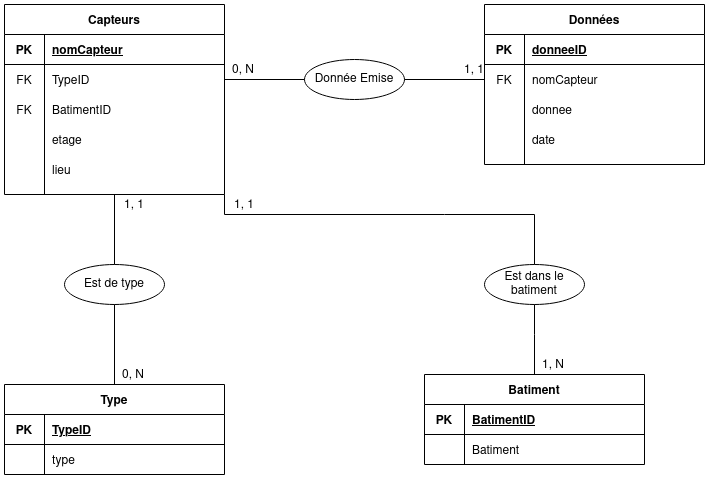 Capteurs
PK nomCapteur
FK TypeID
FK BatimentID
etage
lieu
Données
PK donneeID
FK nomCapteur
donnee
date
0, N
Donnée Emise
1, 1
1, 1
1, 1
Est de type
Est dans le
batiment
0, N
1, N
Type
PK TypeID
type
Batiment
PK BatimentID
Batiment